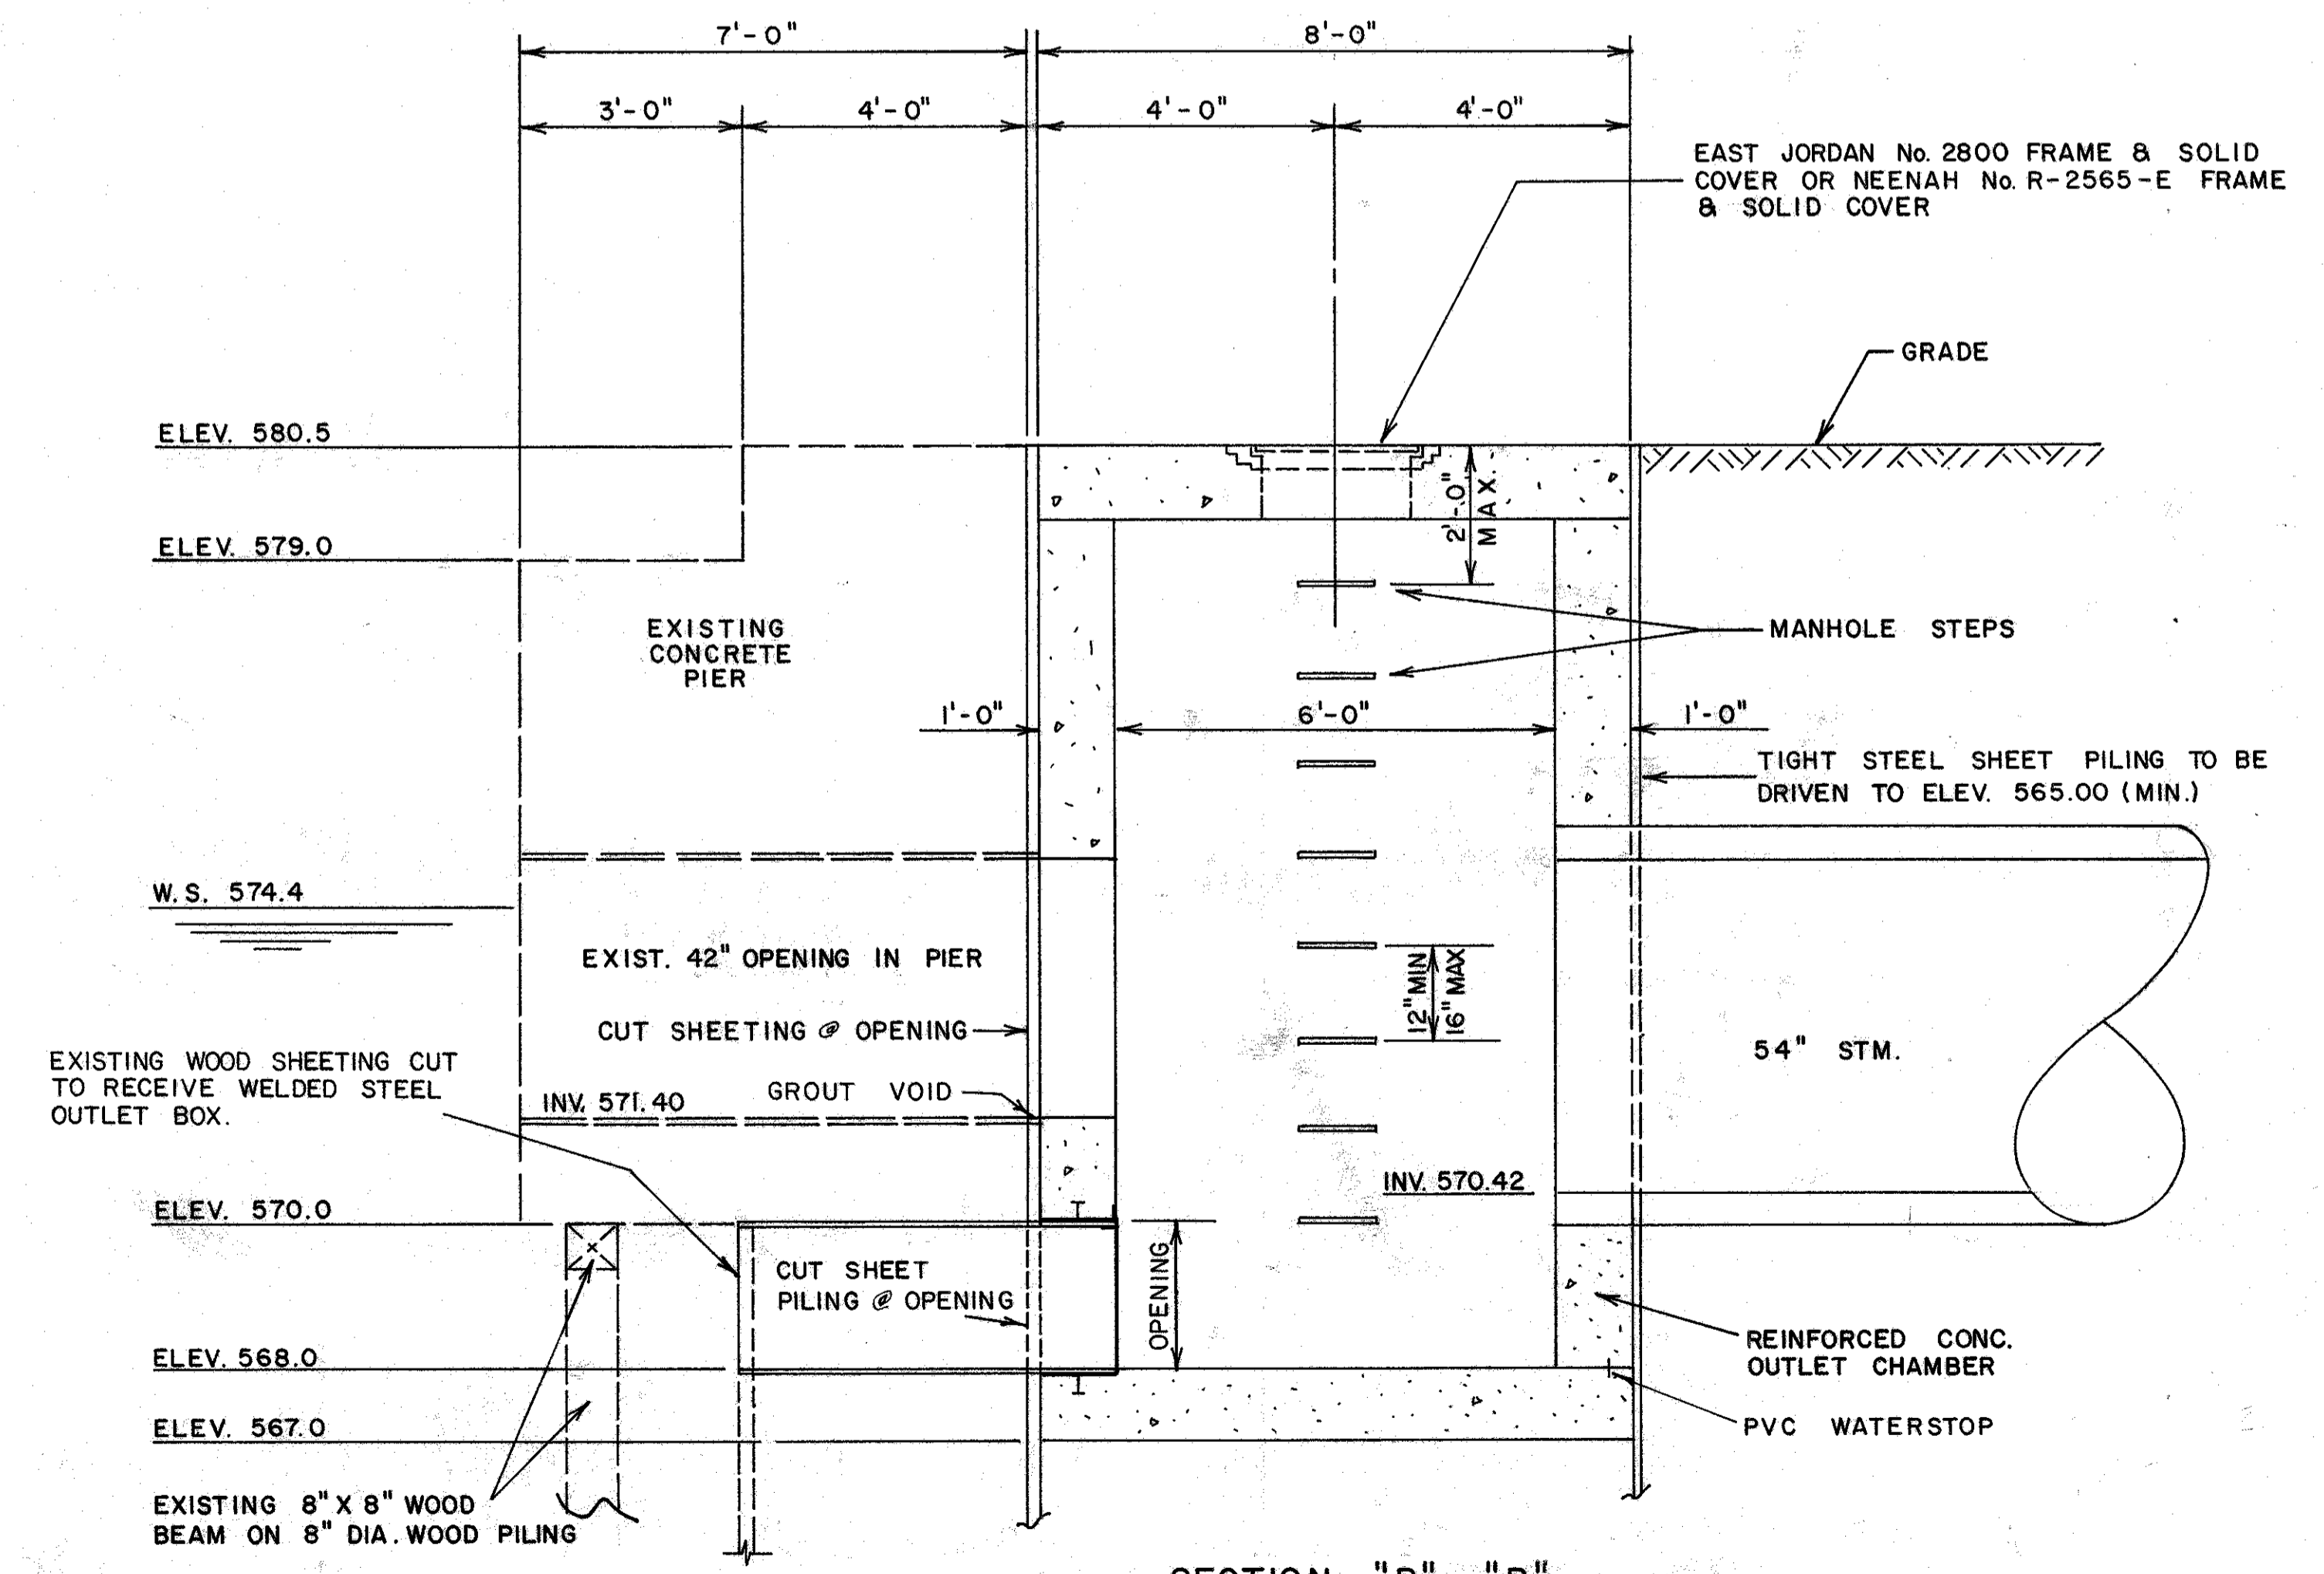 7'-0"
8'-0"
3'-0"
4'-0"
4'-0"
4'-0"
EAST JORDAN No. 2800 FRAME & SOLID
COVER OR NEENAH No. R-2565-E FRAME
& SOLID COVER
GRADE
ELEV. 580.5
2'-0"
MAX.
ELEV. 579.0
EXISTING
CONCRETE
PIER
MANHOLE STEPS
1'-0"
6'-0"
1'-0"
TIGHT STEEL SHEET PILING TO BE
DRIVEN TO ELEV. 565.00 (MIN.)
W.S. 574.4
EXIST. 42" OPENING IN PIER
12" MIN
16" MAX
CUT SHEETING @ OPENING
54" STM.
EXISTING WOOD SHEETING CUT
TO RECEIVE WELDED STEEL
OUTLET BOX.
GROUT VOID
INV. 571.40
INV. 570.42
ELEV. 570.0
OPENING
CUT SHEET
PILING @ OPENING
REINFORCED CONC.
OUTLET CHAMBER
ELEV. 568.0
PVC WATERSTOP
ELEV. 567.0
EXISTING 8" X 8" WOOD
BEAM ON 8" DIA. WOOD PILING
SECTION